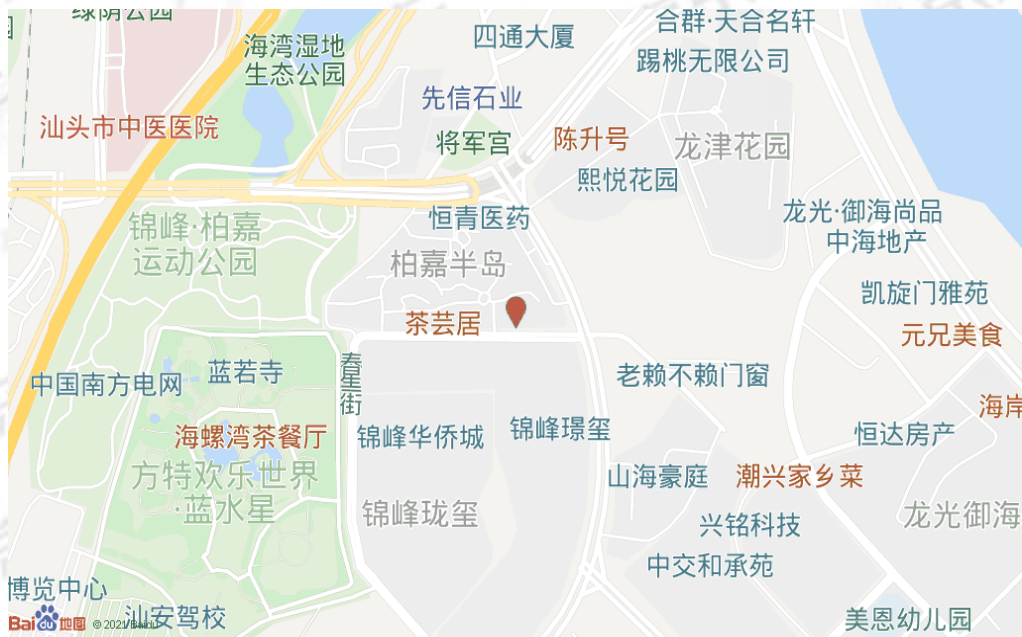 绿荫公园
合群·天合名轩
四通大厦
海湾湿地
生态公园
踢桃无限公司
先信石业
汕头市中医医院
将军宫
陈升号
龙津花园
熙悦花园
恒青医药
龙光·御海尚品
锦峰·柏嘉
运动公园
中海地产
柏嘉半岛
凯旋门雅苑
茶芸居
元兄美食
春星街
蓝若寺
老赖不赖门窗
中国南方电网
海岸
海螺湾茶餐厅
锦峰华侨城
锦峰璟玺
恒达房产
方特欢乐世界
·蓝水星
山海豪庭
潮兴家乡菜
锦峰珑玺
兴铭科技
龙光御海
中交和承苑
博览中心
汕安驾校
美恩幼儿园
Bai du 地图
© 2021 Baidu